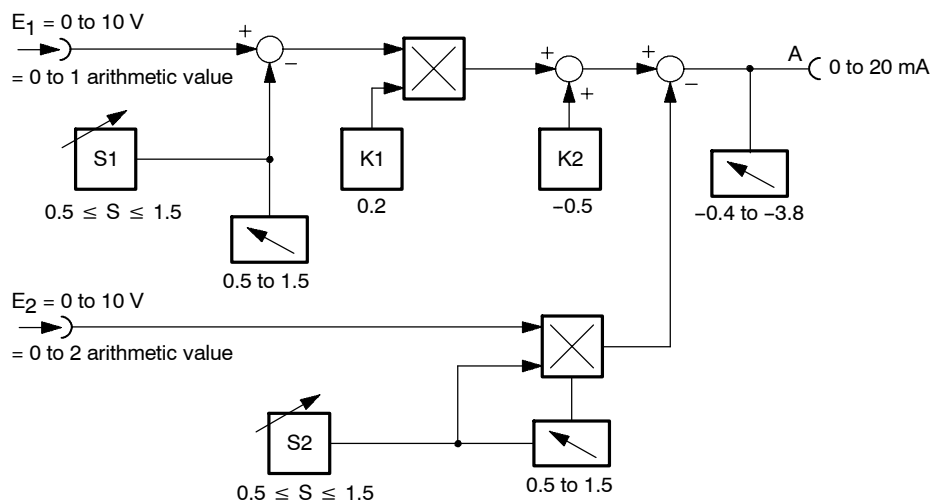 E1 = 0 to 10 V
= 0 to 1 arithmetic value
+
−
+
+
+
−
A
0 to 20 mA
S1
0.5 ≤ S ≤ 1.5
K1
0.2
K2
−0.5
−0.4 to −3.8
0.5 to 1.5
E2 = 0 to 10 V
= 0 to 2 arithmetic value
S2
0.5 ≤ S ≤ 1.5
0.5 to 1.5